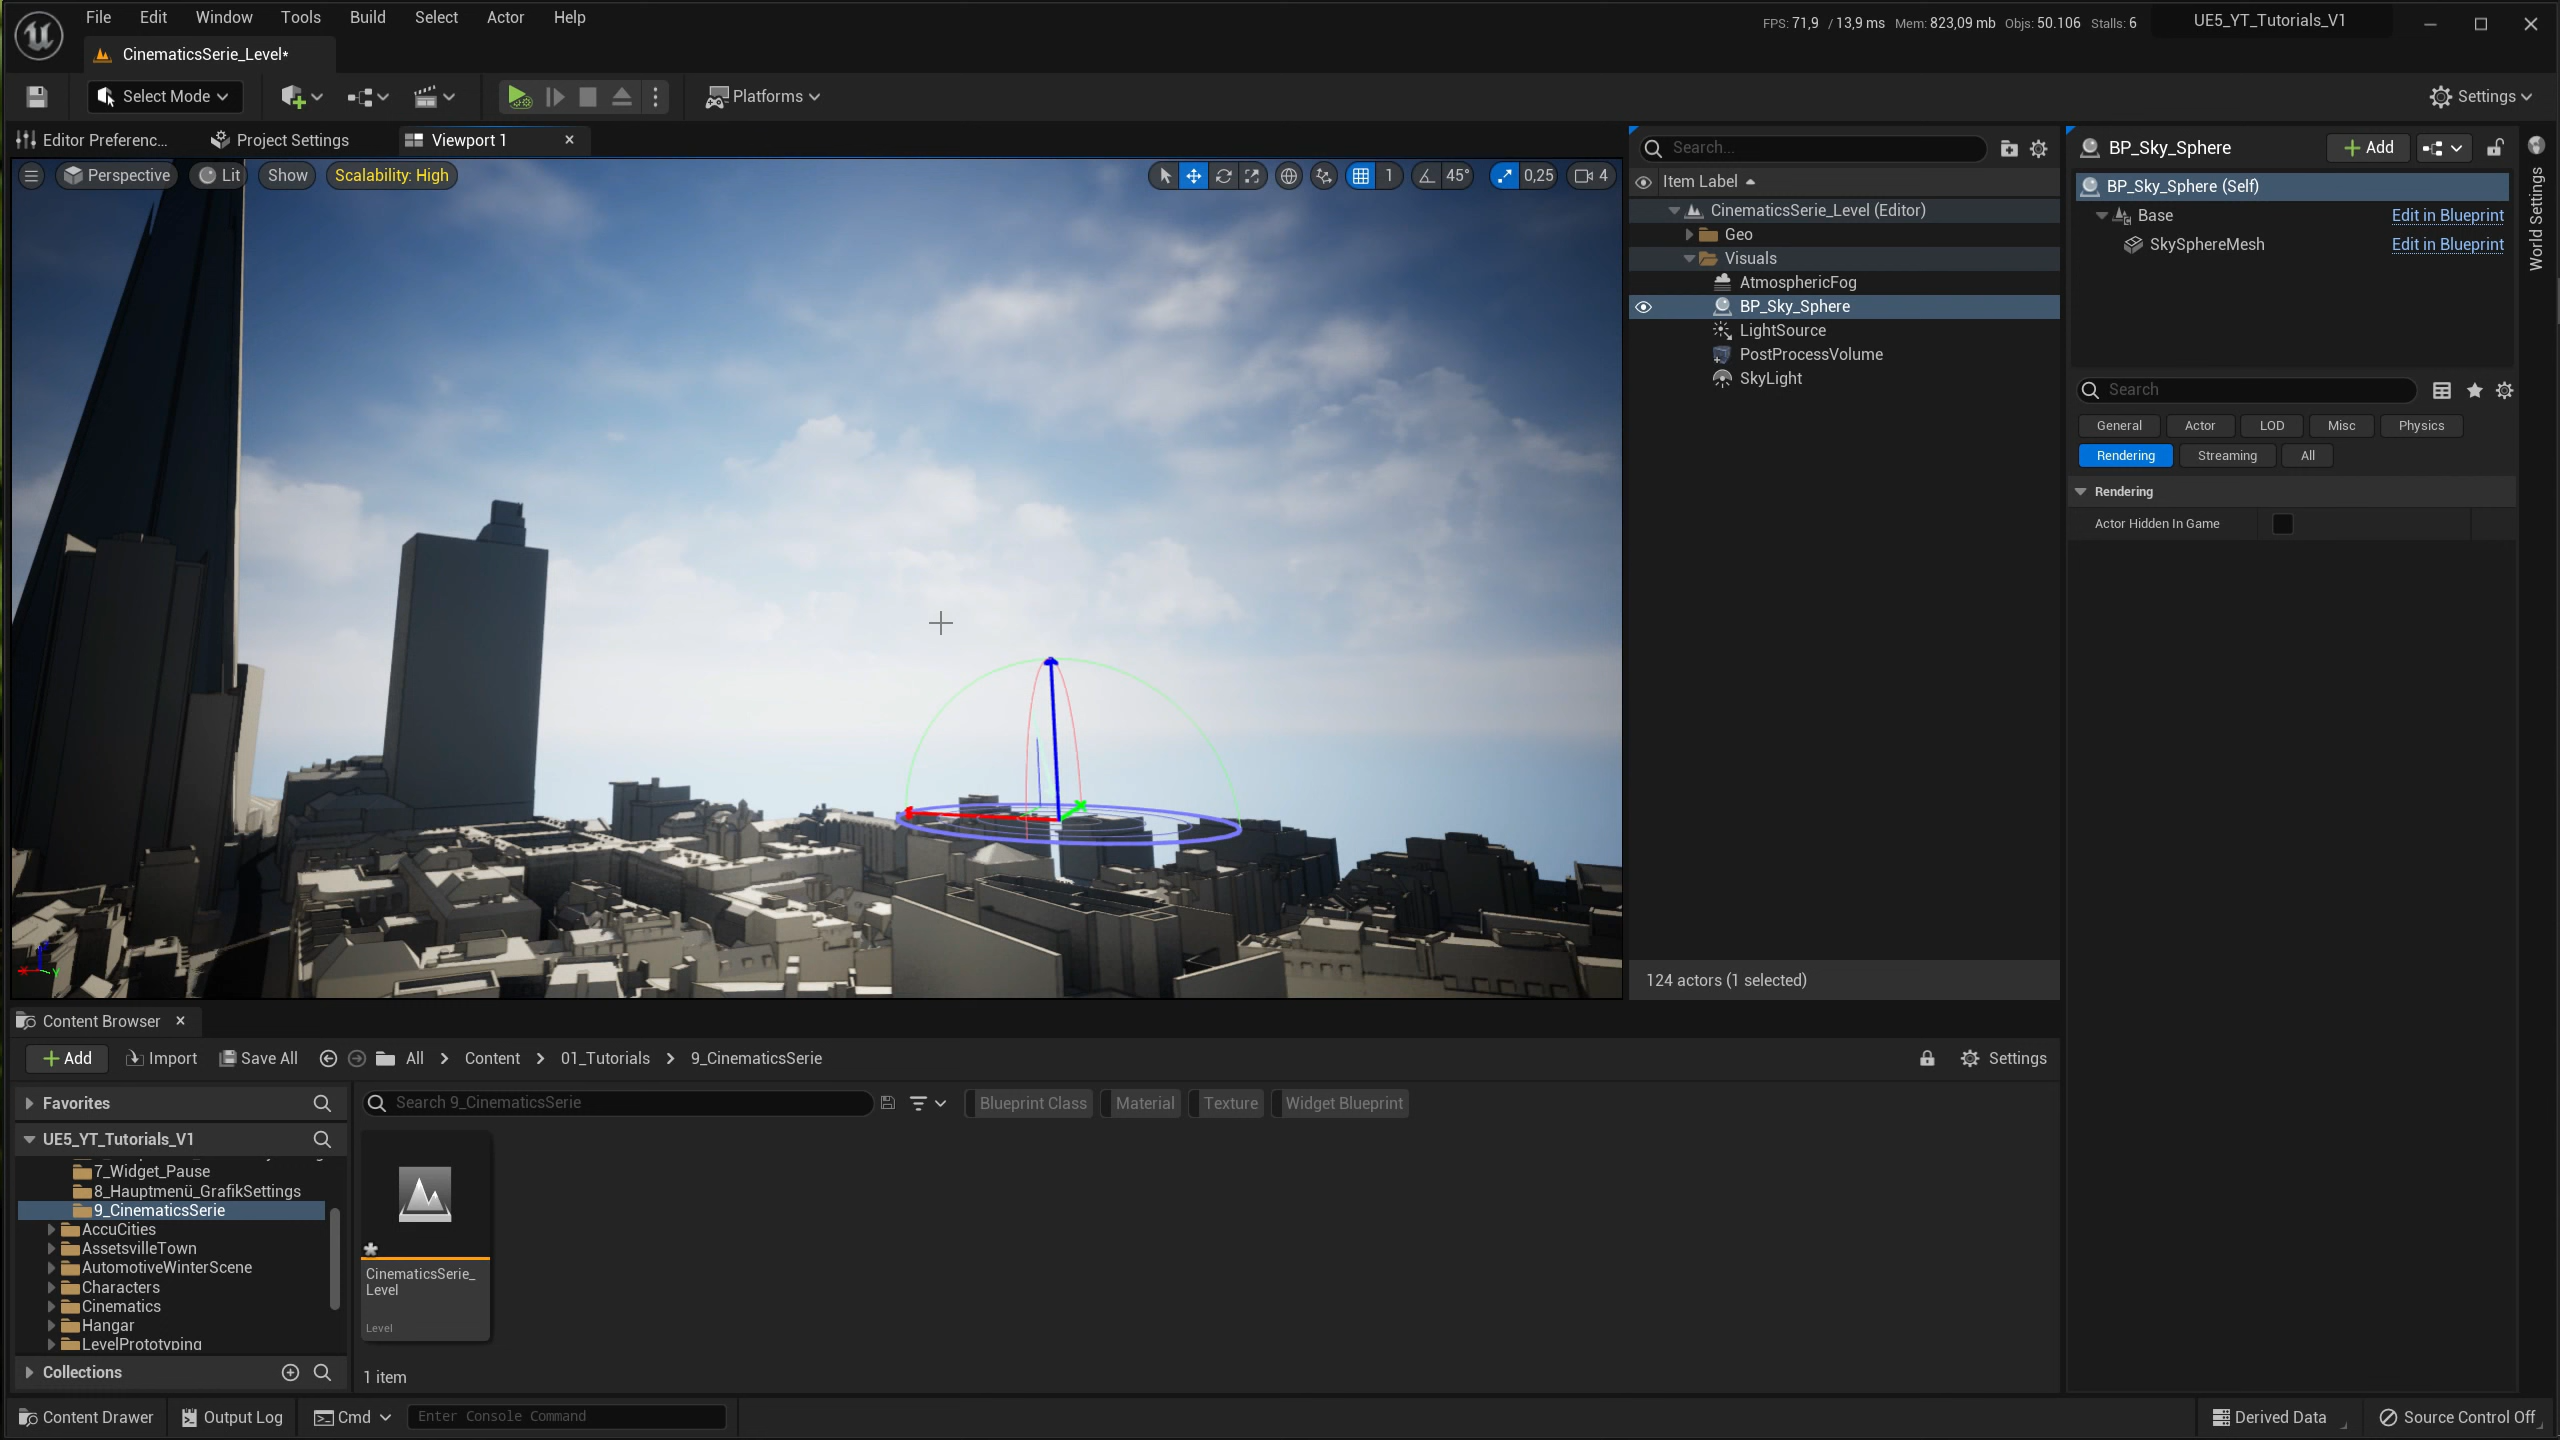 File Edit Window Tools Build Select Actor Help
FPS: 71,9 / 13,9 ms Mem: 823,09 mb Objs: 50.106 Stalls: 6
UE5_YT_Tutorials_V1
CinematicsSerie_Level*
Select Mode
Platforms
Settings
Editor Preferenc...
Project Settings
Viewport 1
Perspective
Lit
Show
Scalability: High
1
45°
0,25
4
X
Y
Search...
Item Label
CinematicsSerie_Level (Editor)
Geo
Visuals
AtmosphericFog
BP_Sky_Sphere
LightSource
PostProcessVolume
SkyLight
124 actors (1 selected)
BP_Sky_Sphere
Add
BP_Sky_Sphere (Self)
Base Edit in Blueprint
SkySphereMesh Edit in Blueprint
World Settings
Search
General Actor LOD Misc Physics
Rendering Streaming All
Rendering
Actor Hidden In Game
Content Browser
Add Import Save All All Content 01_Tutorials 9_CinematicsSerie
Settings
Favorites
UE5_YT_Tutorials_V1
7_Widget_Pause
8_Hauptmenü_GrafikSettings
9_CinematicsSerie
AccuCities
AssetsvilleTown
AutomotiveWinterScene
Characters
Cinematics
Hangar
LevelPrototyping
Collections
Search 9_CinematicsSerie
Blueprint Class Material Texture Widget Blueprint
CinematicsSerie_
Level
Level
1 item
Content Drawer Output Log Cmd Enter Console Command
Derived Data Source Control Off